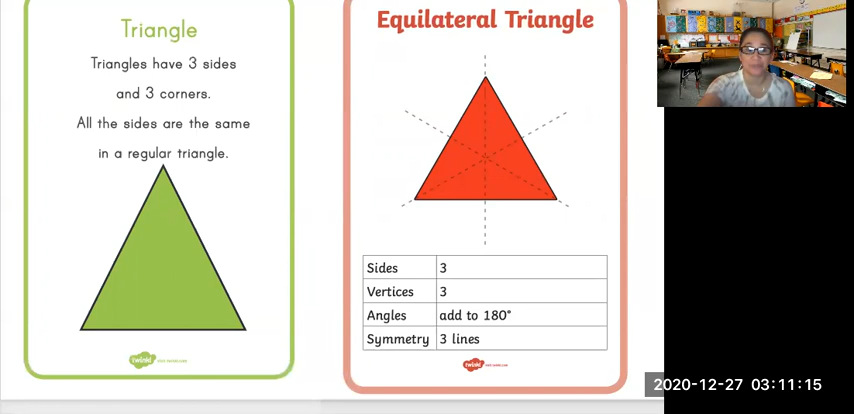 Triangle
Triangles have 3 sides
and 3 corners.
All the sides are the same
in a regular triangle.
twinkl
Equilateral Triangle
Sides 3
Vertices 3
Angles add to 180°
Symmetry 3 lines
twinkl
2020-12-27 03:11:15